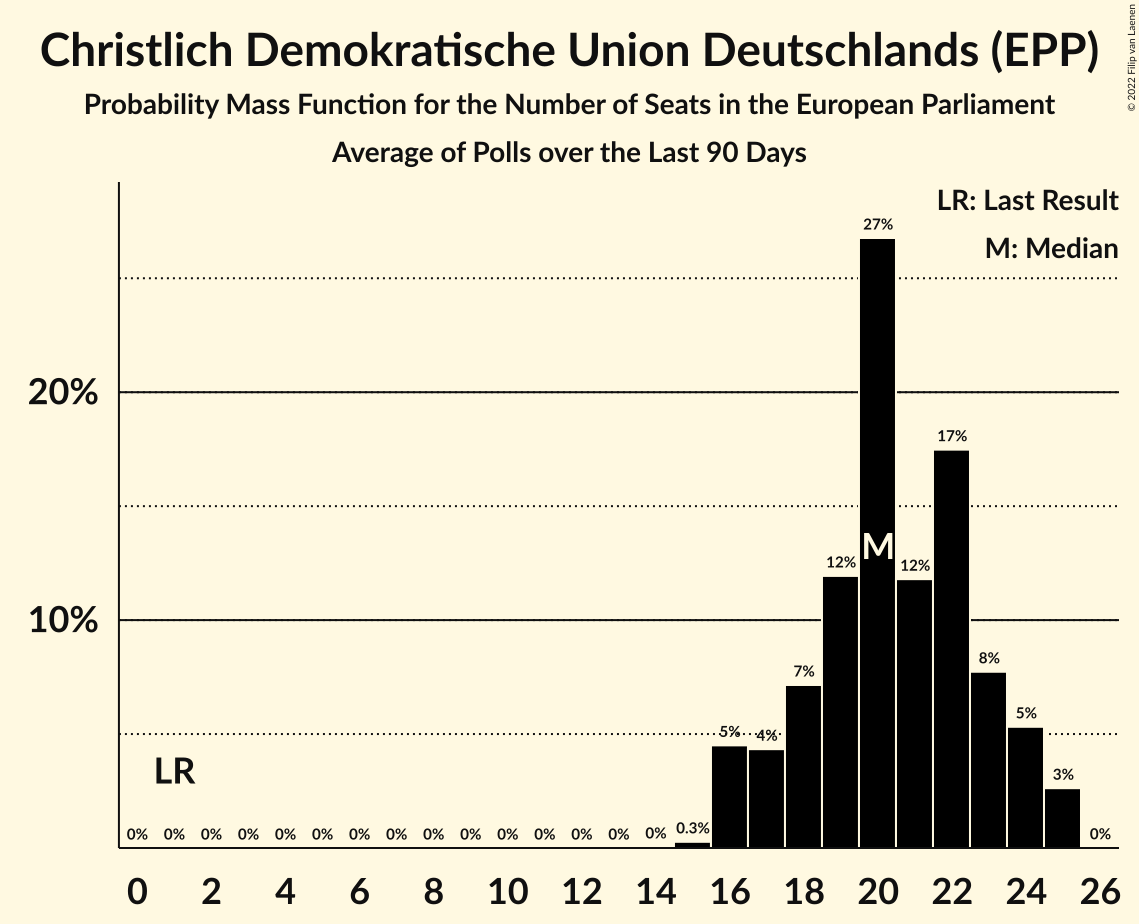 Christlich Demokratische Union Deutschlands (EPP)
Probability Mass Function for the Number of Seats in the European Parliament
Average of Polls over the Last 90 Days
© 2022 Filip van Laenen
LR: Last Result
M: Median
27%
20%
17%
M
12%
12%
10%
8%
7%
5%
5%
4%
LR
3%
0% 0% 0% 0% 0% 0% 0% 0% 0% 0% 0% 0% 0% 0% 0% 0.3% 0%
0 2 4 6 8 10 12 14 16 18 20 22 24 26